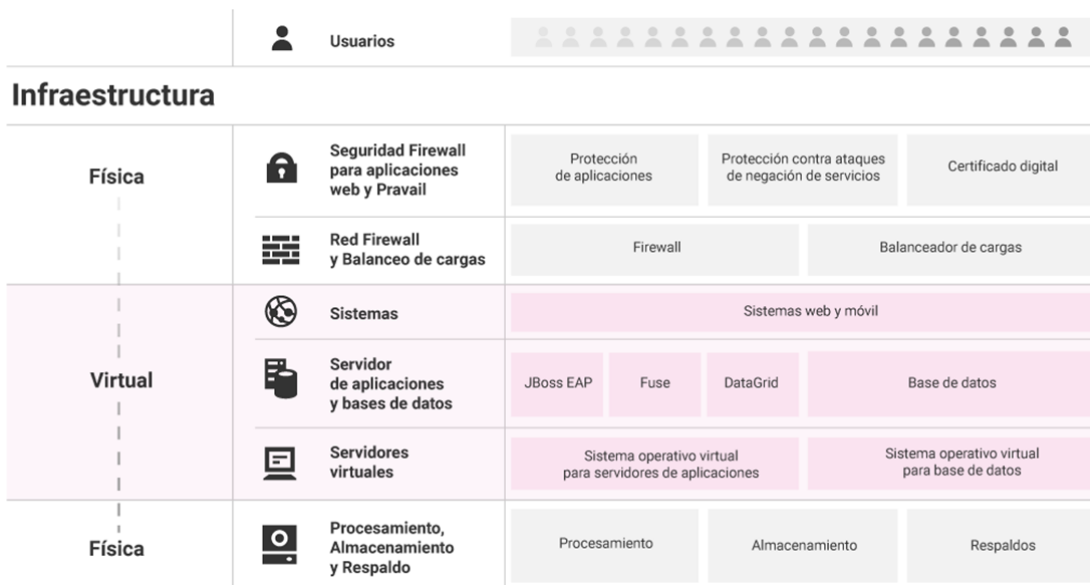 Usuarios
Infraestructura
Física
Seguridad Firewall
para aplicaciones
web y Pravail
Protección
de aplicaciones
Protección contra ataques
de negación de servicios
Certificado digital
Red Firewall
y Balanceo de cargas
Firewall
Balanceador de cargas
Virtual
Sistemas
Sistemas web y móvil
Servidor
de aplicaciones
y bases de datos
JBoss EAP
Fuse
DataGrid
Base de datos
Servidores
virtuales
Sistema operativo virtual
para servidores de aplicaciones
Sistema operativo virtual
para base de datos
Física
Procesamiento,
Almacenamiento
y Respaldo
Procesamiento
Almacenamiento
Respaldos